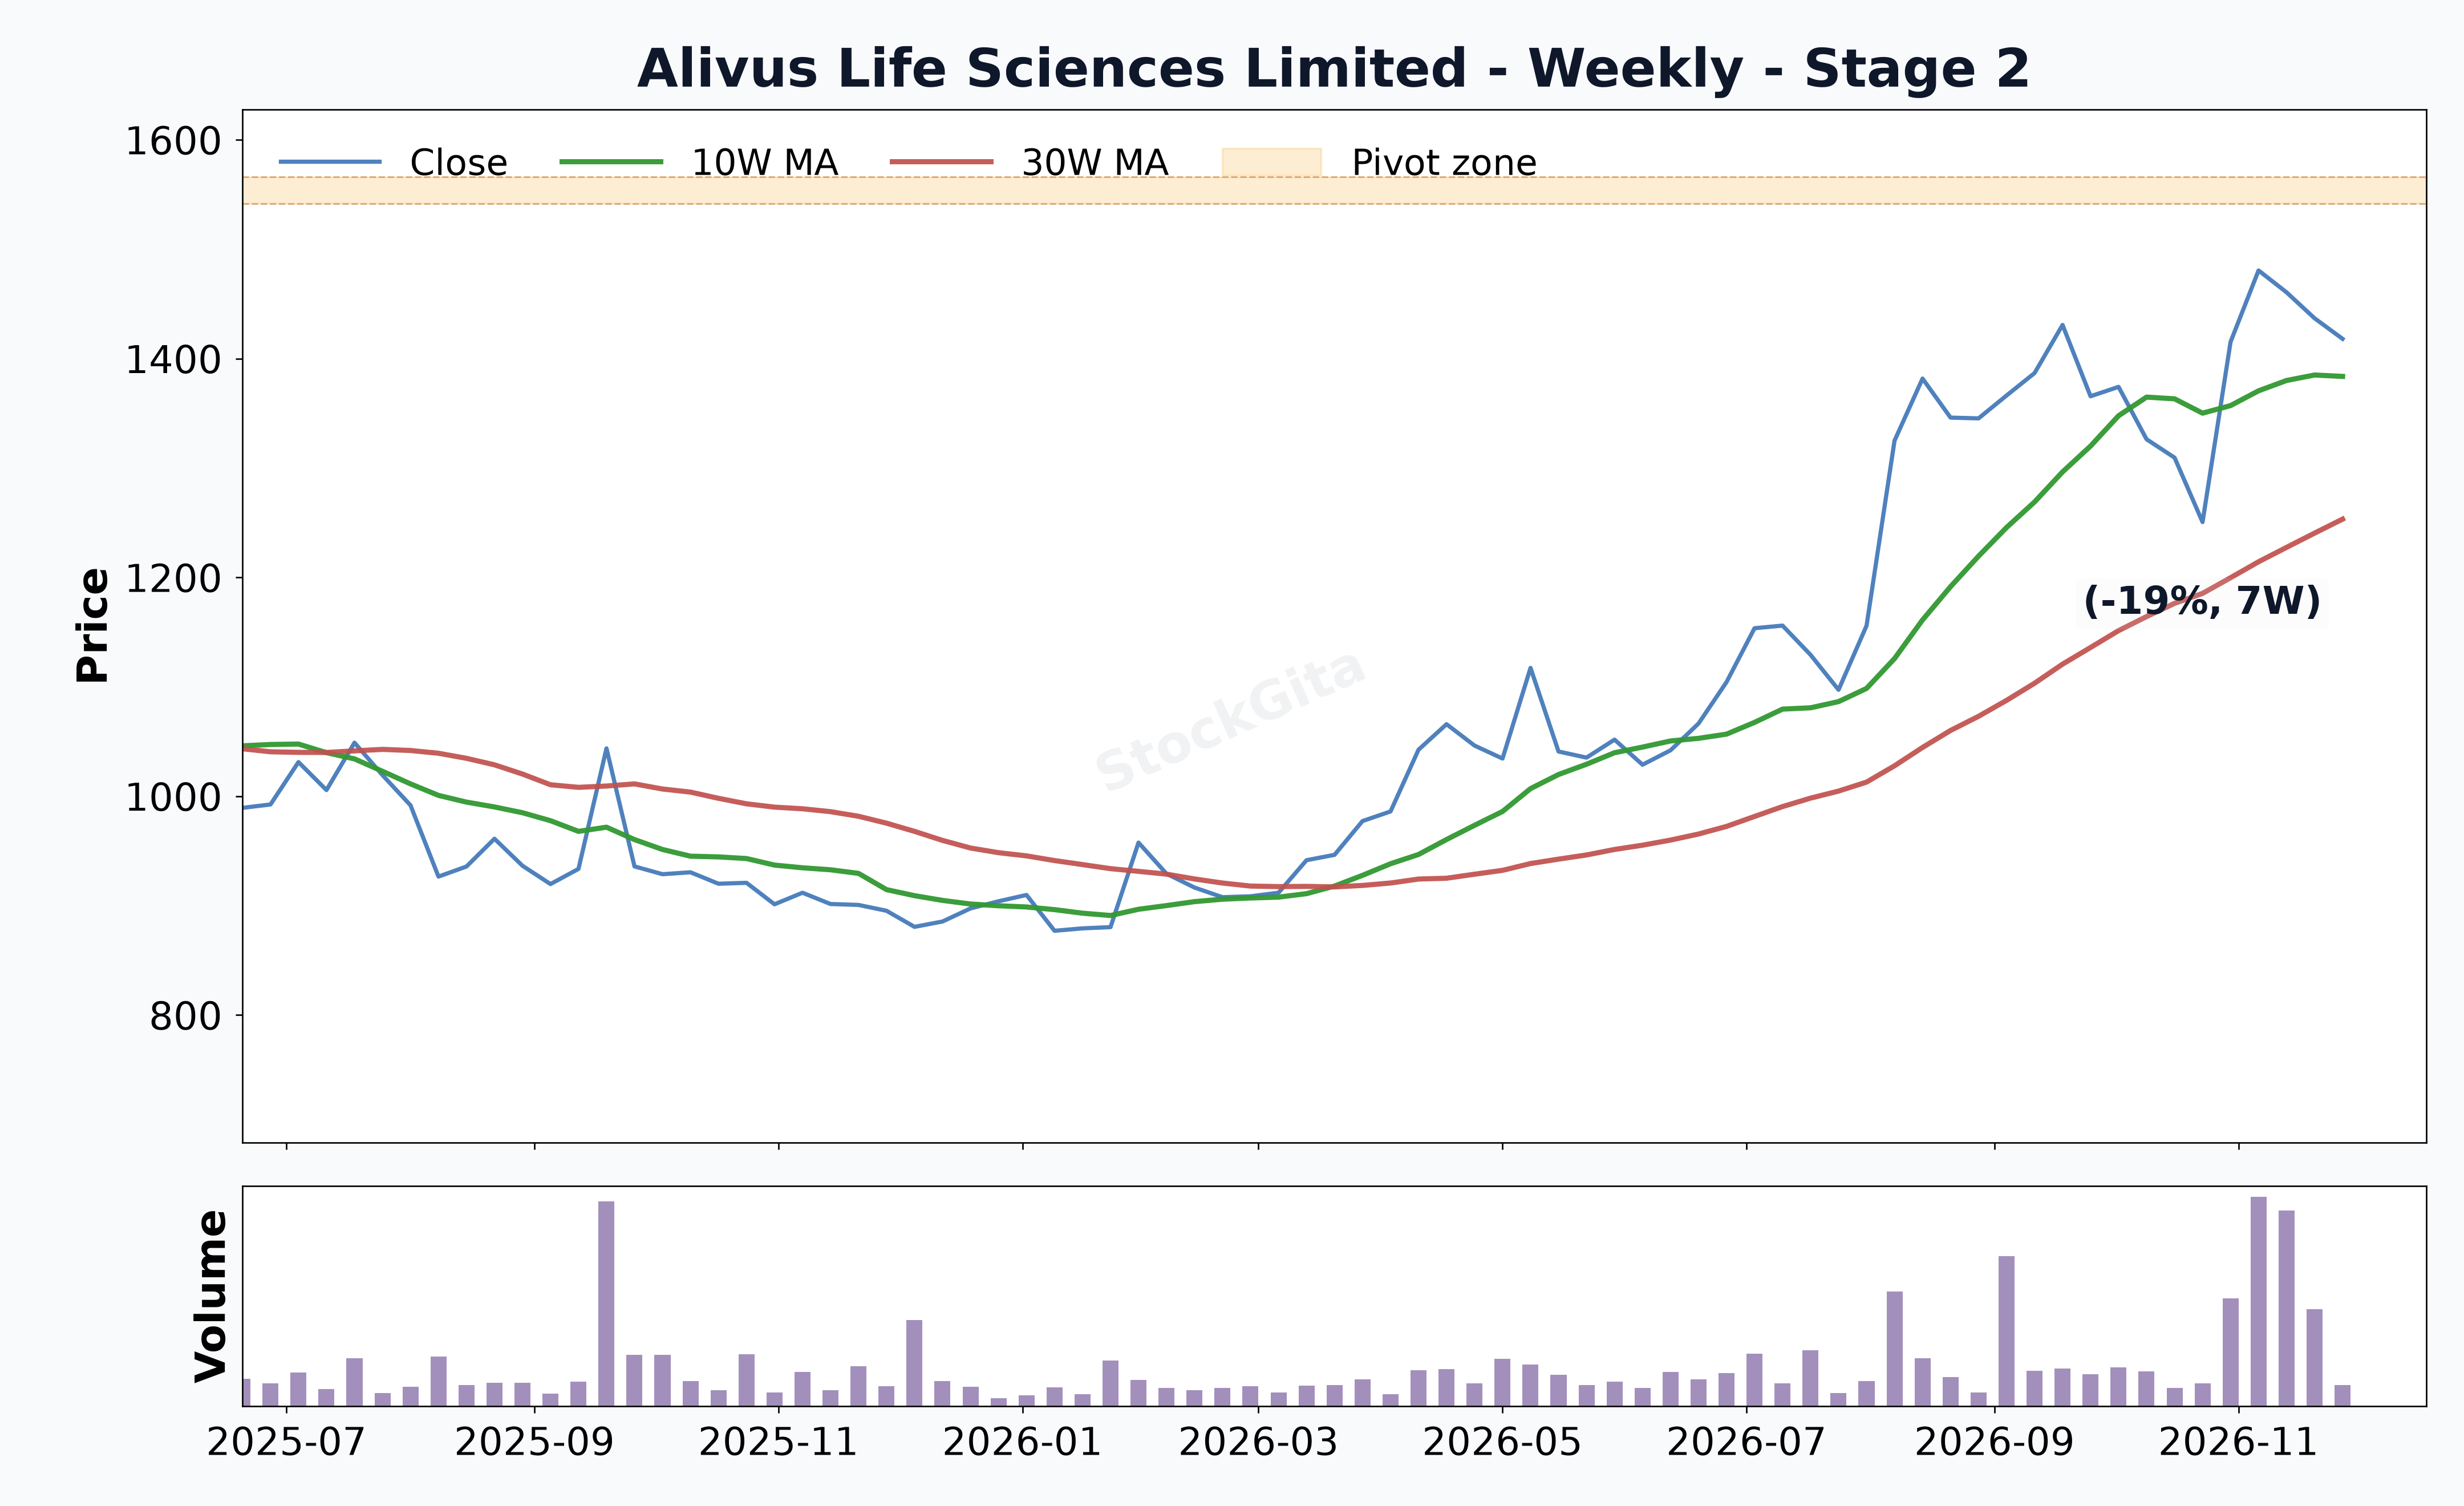 Alivus Life Sciences Limited - Weekly - Stage 2
1600
Close 10W MA 30W MA Pivot zone
1400
1200
(-19%, 7W)
Price
StockGita
1000
800
Volume
2025-07 2025-09 2025-11 2026-01 2026-03 2026-05 2026-07 2026-09 2026-11